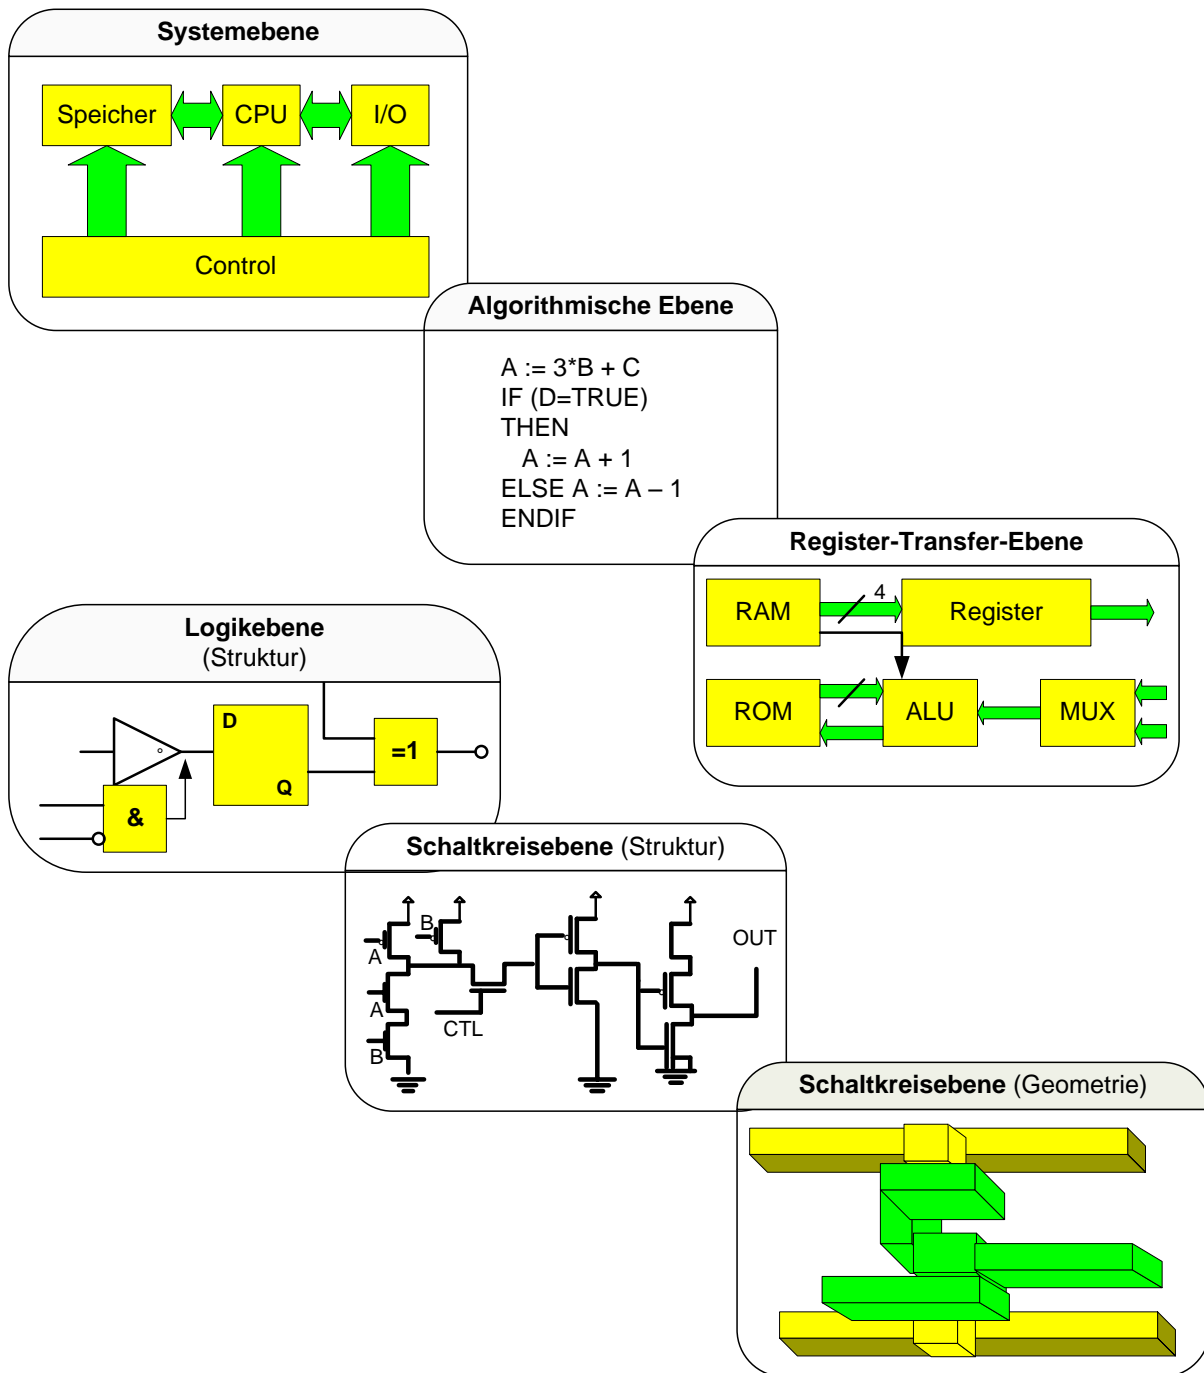 Systemebene
Speicher
CPU
I/O
Control
Algorithmische Ebene
A := 3*B + C
IF (D=TRUE)
THEN
A := A + 1
ELSE A := A – 1
ENDIF
Register-Transfer-Ebene
RAM
4
Register
ROM
ALU
MUX
Logikebene
(Struktur)
D
Q
=1
&
Schaltkreisebene (Struktur)
B
A
OUT
A
CTL
B
Schaltkreisebene (Geometrie)